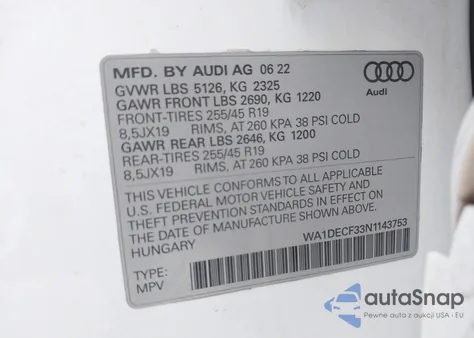 MFD. BY AUDI AG 06 22
GVWR LBS 5126, KG 2325
GAWR FRONT LBS 2690, KG 1220
FRONT-TIRES 255/45 R19
8,5JX19 RIMS, AT 260 KPA 38 PSI COLD
GAWR REAR LBS 2646, KG 1200
REAR-TIRES 255/45 R19
8,5JX19 RIMS, AT 260 KPA 38 PSI COLD
THIS VEHICLE CONFORMS TO ALL APPLICABLE
U.S. FEDERAL MOTOR VEHICLE SAFETY AND
THEFT PREVENTION STANDARDS IN EFFECT ON
THE DATE OF MANUFACTURE SHOWN ABOVE.
HUNGARY
WA1DECF33N1143753
TYPE:
MPV
Audi
autoSnap
Pewne auta z aukcji USA i EU